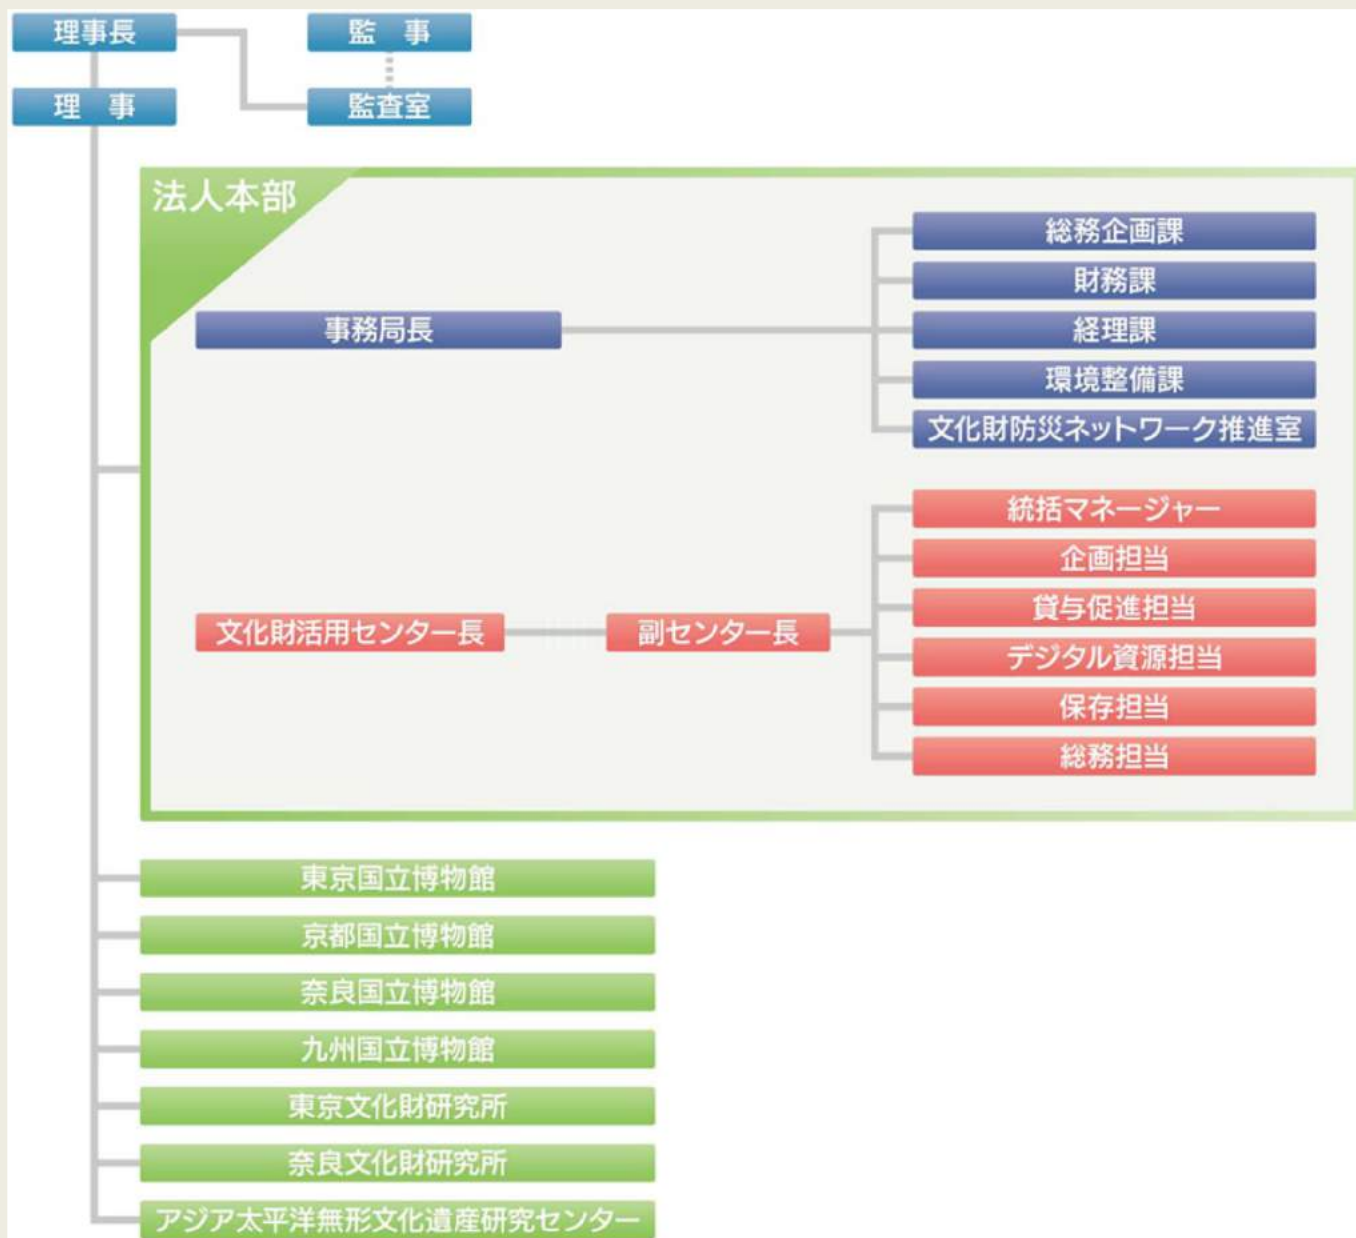 理事長
監　事
理　事
監査室
法人本部
事務局長
総務企画課
財務課
経理課
環境整備課
文化財防災ネットワーク推進室
文化財活用センター長
副センター長
統括マネージャー
企画担当
貸与促進担当
デジタル資源担当
保存担当
総務担当
東京国立博物館
京都国立博物館
奈良国立博物館
九州国立博物館
東京文化財研究所
奈良文化財研究所
アジア太平洋無形文化遺産研究センター